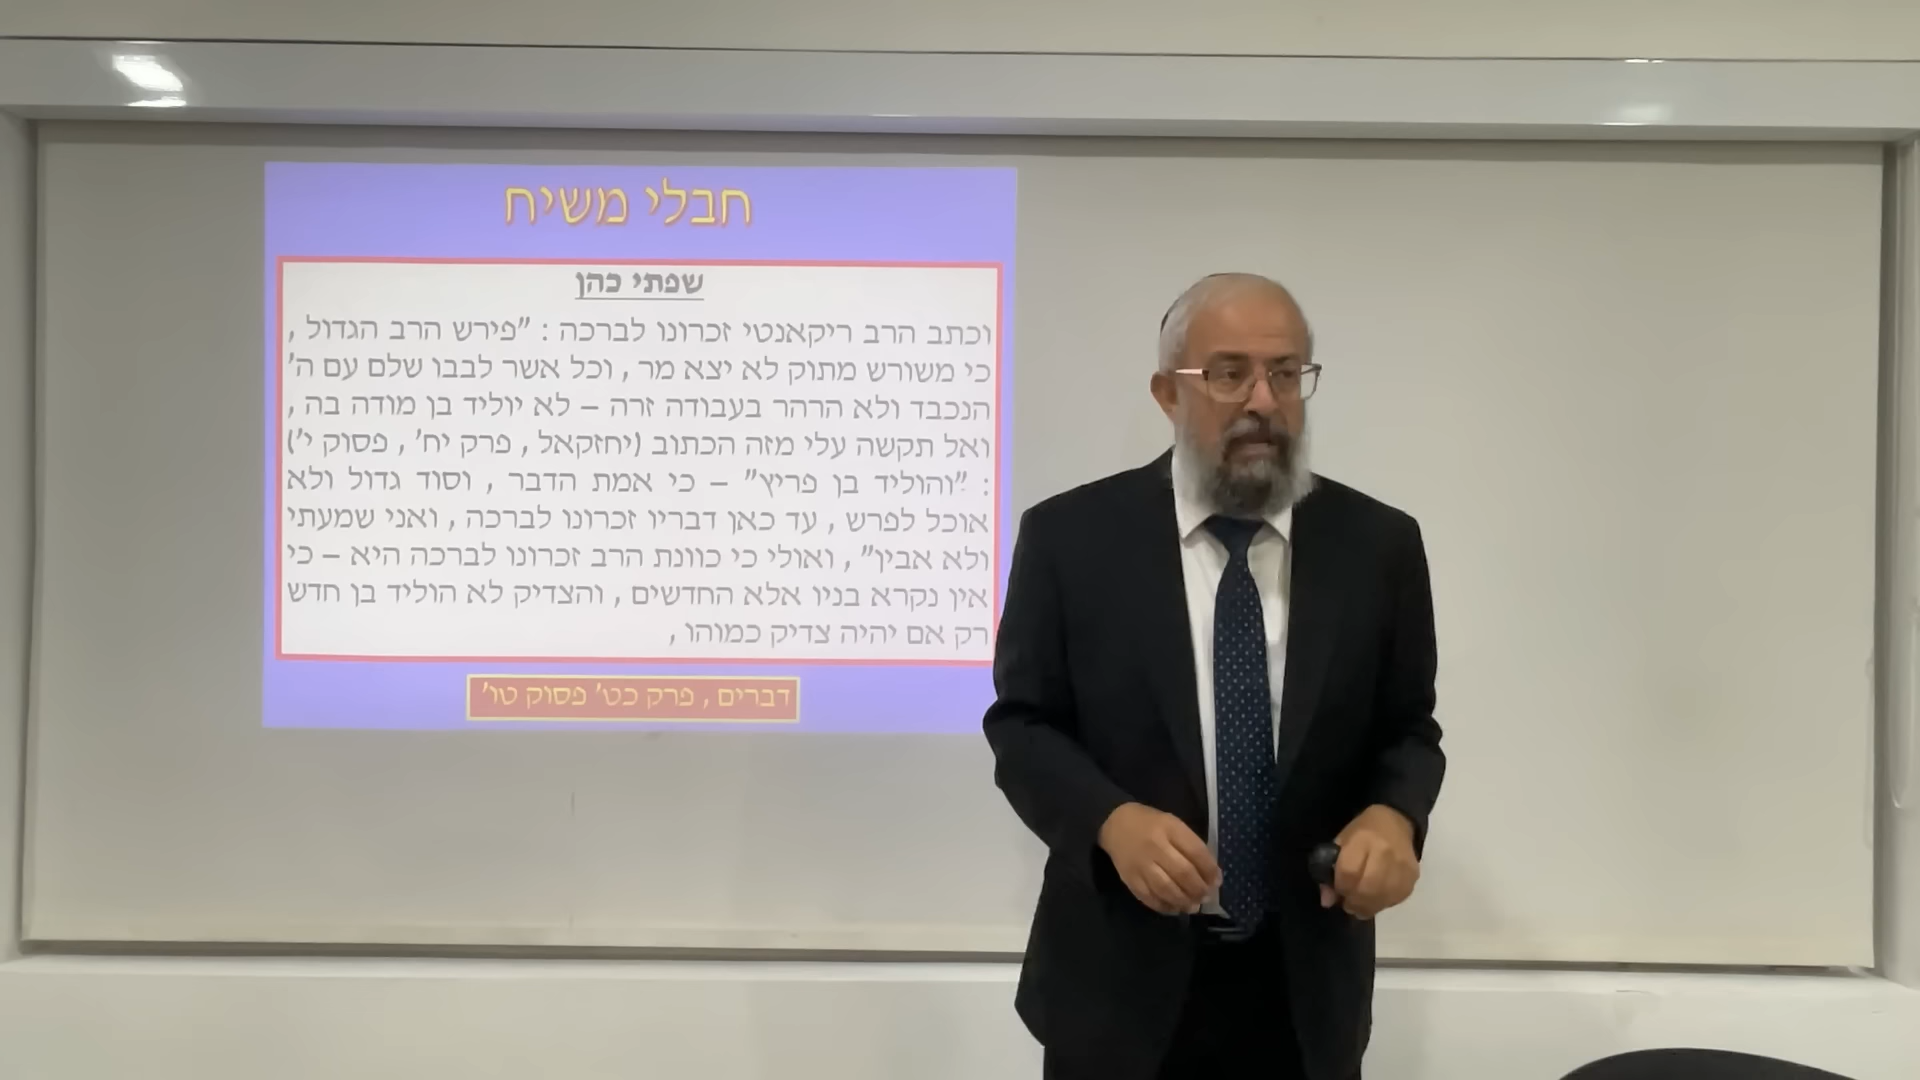 חבלי משיח
שפתי כהן
וכתב הרב ריקאנטי זכרונו לברכה : "פירש הרב הגדול ,
כי משורש מתוק לא יצא מר , וכל אשר לבבו שלם עם ה'
הנכבד ולא הרהר בעבודה זרה – לא יוליד בן מודה בה ,
ואל תקשה עלי מזה הכתוב (יחזקאל , פרק יח' , פסוק י')
: "והוליד בן פריץ" – כי אמת הדבר , וסוד גדול ולא
אוכל לפרש , עד כאן דבריו זכרונו לברכה , ואני שמעתי
ולא אבין" , ואולי כי כוונת הרב זכרונו לברכה היא – כי
אין נקרא בניו אלא החדשים , והצדיק לא הוליד בן חדש
רק אם יהיה צדיק כמוהו ,
דברים , פרק כט' פסוק טו'